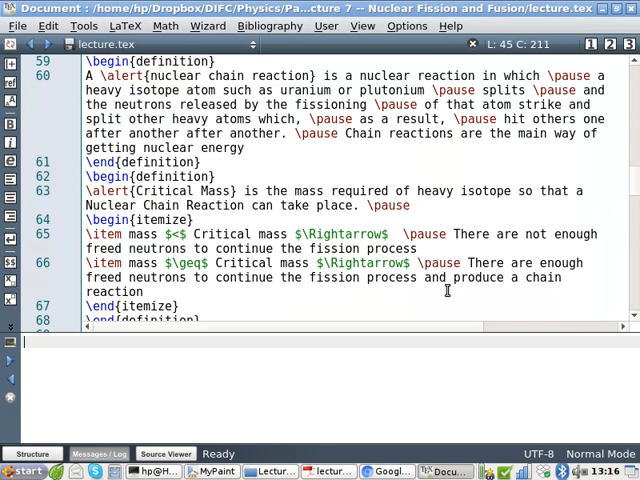 Document : /home/hp/Dropbox/DIFC/Physics/Pa...cture 7 -- Nuclear Fission and Fusion/lecture.tex
File Edit Tools LaTeX Math Wizard Bibliography User View Options Help
lecture.tex L: 45 C: 211 1 2 3
59 \begin{definition}
60 A \alert{nuclear chain reaction} is a nuclear reaction in which \pause a
heavy isotope atom such as uranium or plutonium \pause splits \pause and
the neutrons released by the fissioning \pause of that atom strike and
split other heavy atoms which, \pause as a result, \pause hit others one
after another after another. \pause Chain reactions are the main way of
getting nuclear energy
61 \end{definition}
62 \begin{definition}
63 \alert{Critical Mass} is the mass required of heavy isotope so that a
Nuclear Chain Reaction can take place. \pause
64 \begin{itemize}
65 \item mass $<$ Critical mass $\Rightarrow$ \pause There are not enough
freed neutrons to continue the fission process
66 \item mass $\geq$ Critical mass $\Rightarrow$ \pause There are enough
freed neutrons to continue the fission process and produce a chain
reaction
67 \end{itemize}
68 \end{definition}
Structure Messages / Log Source Viewer Ready UTF-8 Normal Mode
start hp@H... MyPaint Lectur... lectur... Googl... Docu... 13:16